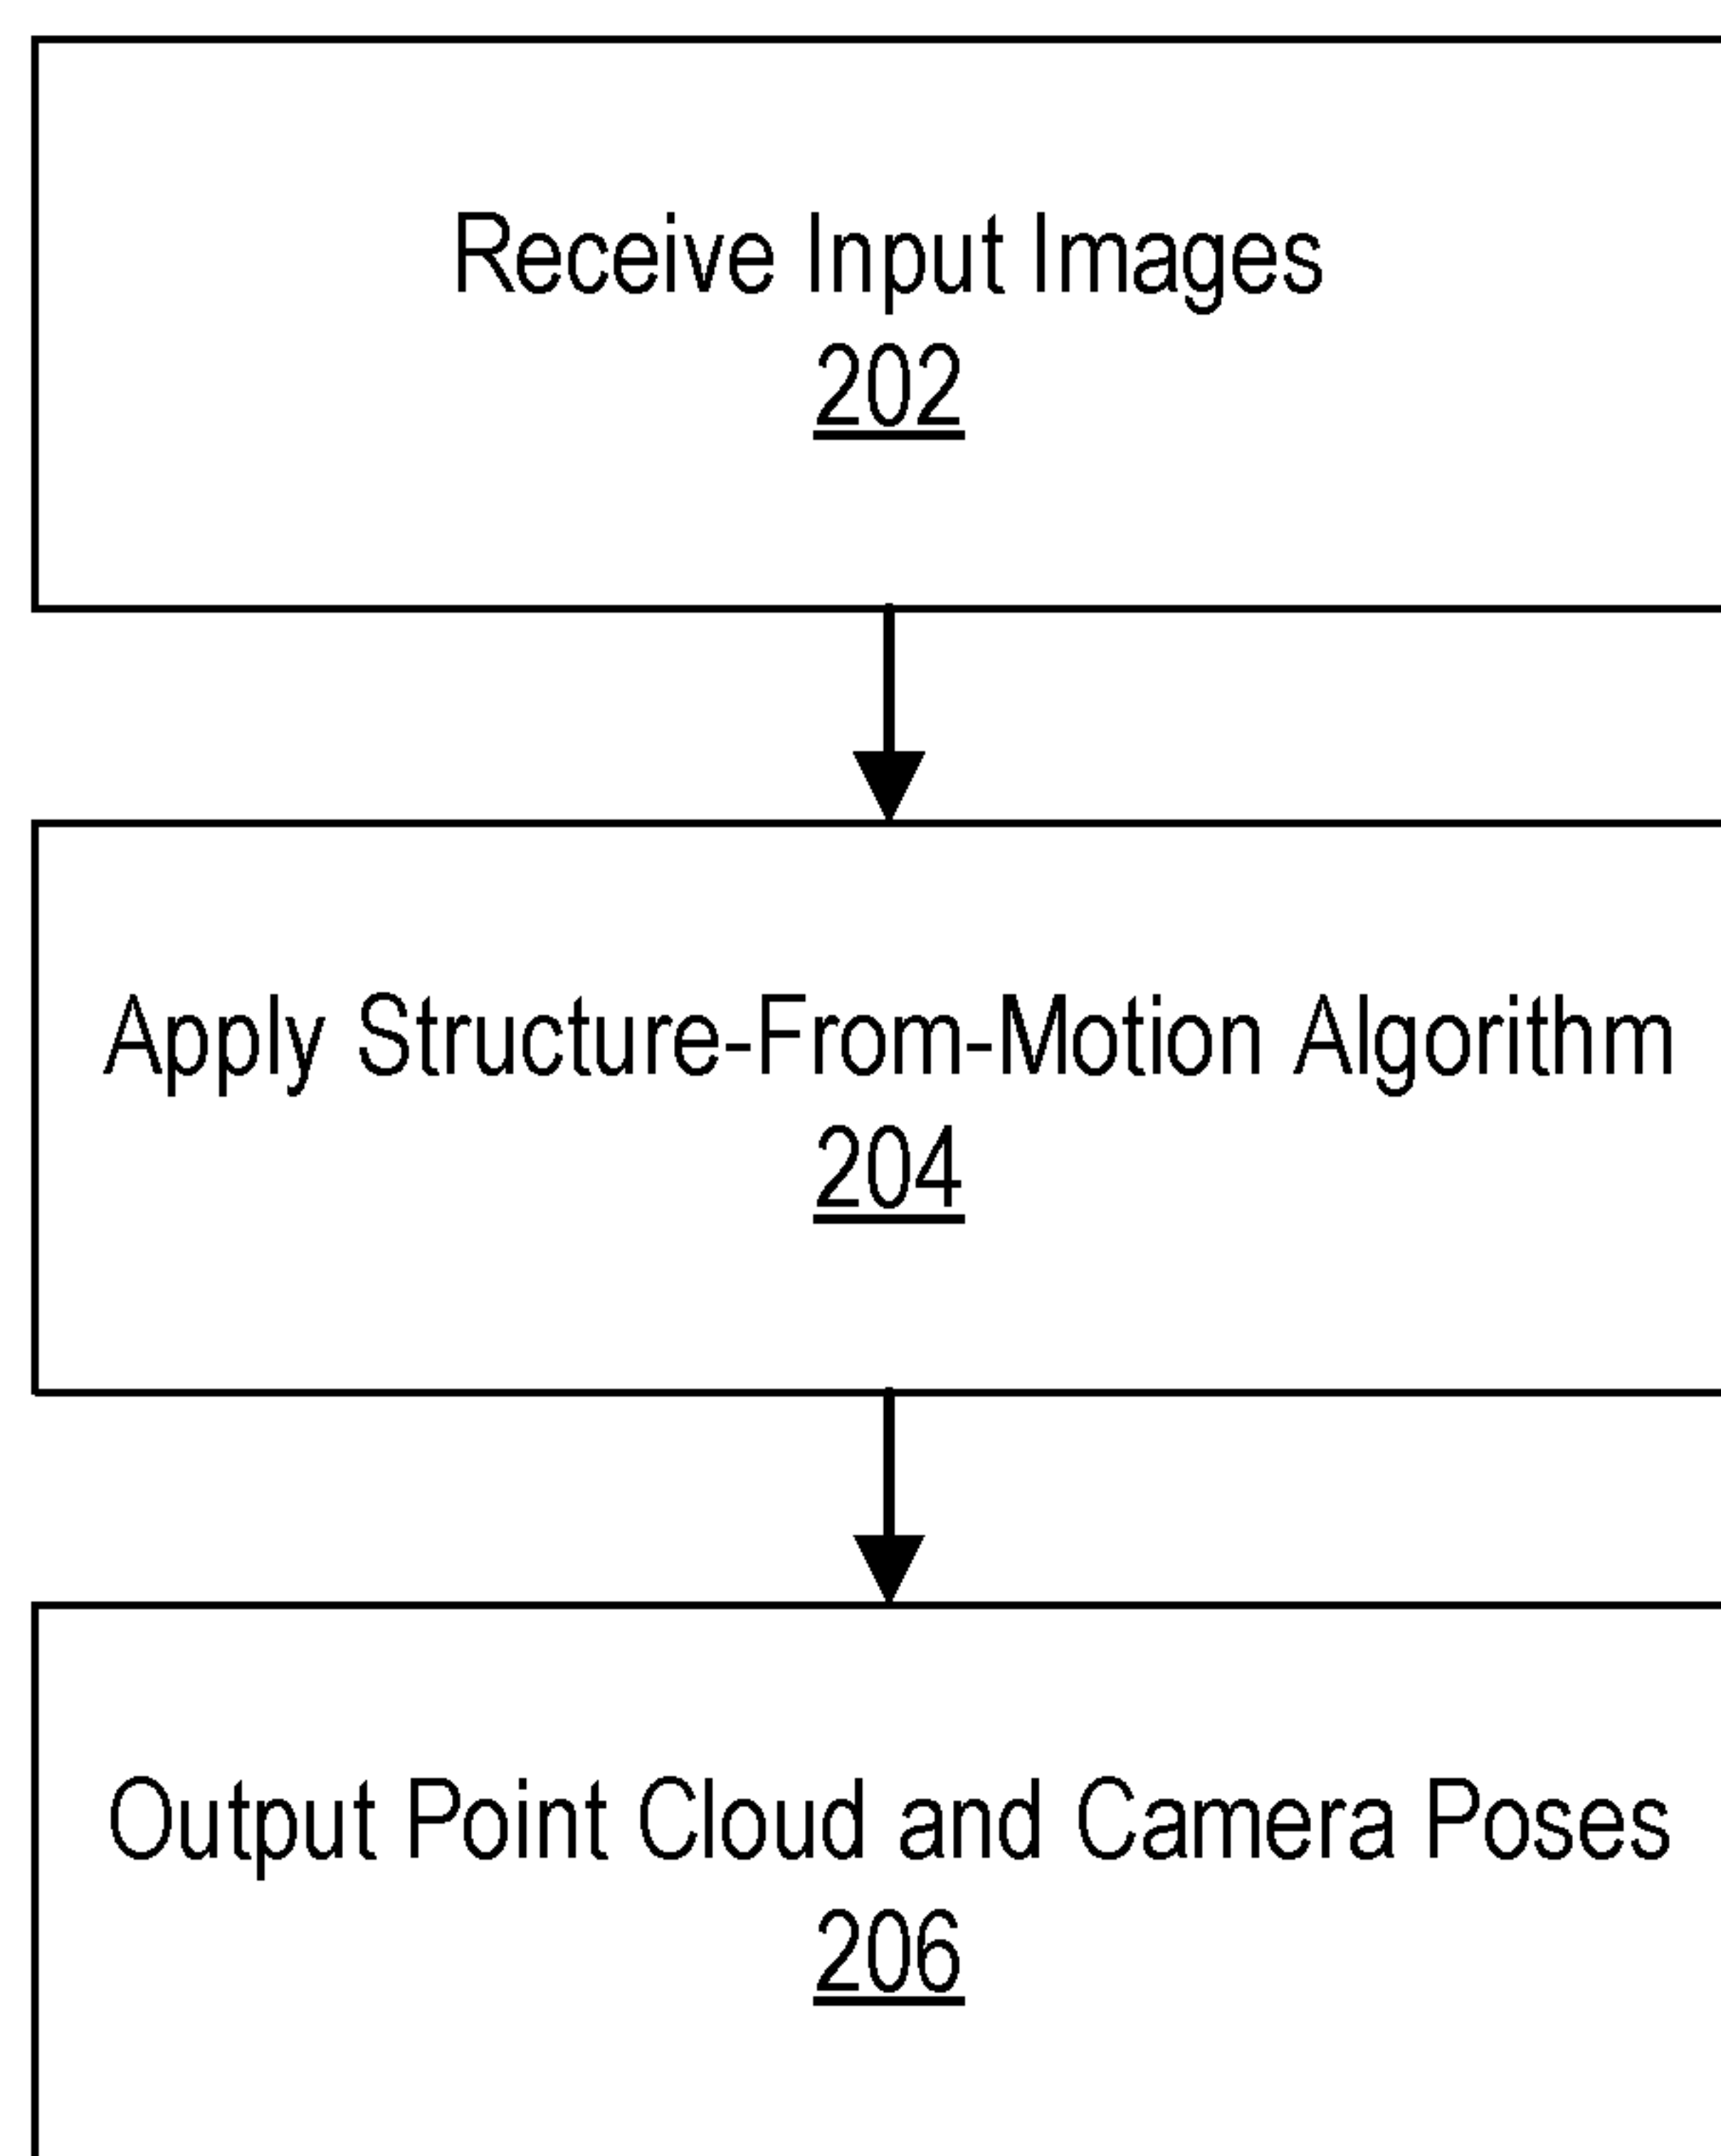 Receive Input Images
202
Apply Structure-From-Motion Algorithm
204
Output Point Cloud and Camera Poses
206